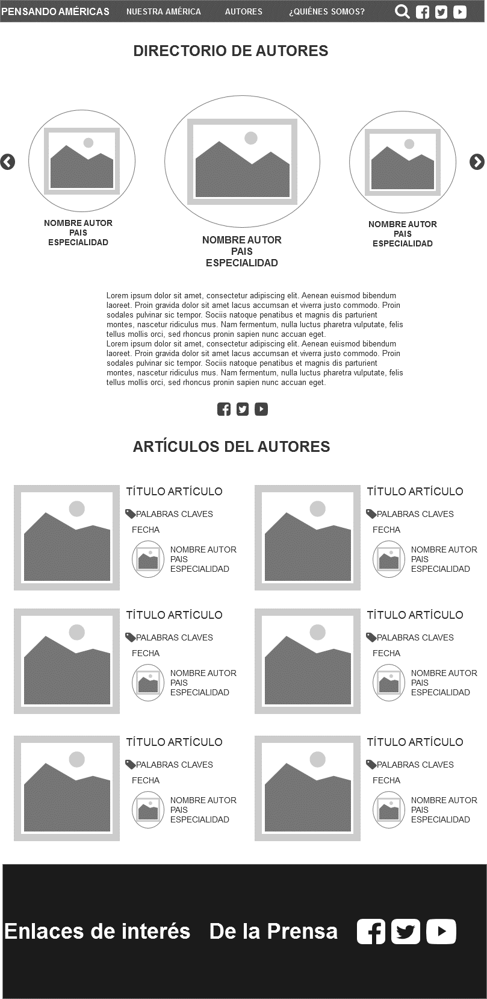 PENSANDO AMÉRICAS NUESTRA AMÉRICA AUTORES ¿QUIÉNES SOMOS?
DIRECTORIO DE AUTORES
NOMBRE AUTOR
PAIS
ESPECIALIDAD
NOMBRE AUTOR
PAIS
ESPECIALIDAD
NOMBRE AUTOR
PAIS
ESPECIALIDAD
Lorem ipsum dolor sit amet, consectetur adipiscing elit. Aenean euismod bibendum
laoreet. Proin gravida dolor sit amet lacus accumsan et viverra justo commodo. Proin
sodales pulvinar sic tempor. Sociis natoque penatibus et magnis dis parturient
montes, nascetur ridiculus mus. Nam fermentum, nulla luctus pharetra vulputate, felis
tellus mollis orci, sed rhoncus pronin sapien nunc accuan eget.
Lorem ipsum dolor sit amet, consectetur adipiscing elit. Aenean euismod bibendum
laoreet. Proin gravida dolor sit amet lacus accumsan et viverra justo commodo. Proin
sodales pulvinar sic tempor. Sociis natoque penatibus et magnis dis parturient
montes, nascetur ridiculus mus. Nam fermentum, nulla luctus pharetra vulputate, felis
tellus mollis orci, sed rhoncus pronin sapien nunc accuan eget.
ARTÍCULOS DEL AUTORES
TÍTULO ARTÍCULO
PALABRAS CLAVES
FECHA
NOMBRE AUTOR
PAIS
ESPECIALIDAD
TÍTULO ARTÍCULO
PALABRAS CLAVES
FECHA
NOMBRE AUTOR
PAIS
ESPECIALIDAD
TÍTULO ARTÍCULO
PALABRAS CLAVES
FECHA
NOMBRE AUTOR
PAIS
ESPECIALIDAD
TÍTULO ARTÍCULO
PALABRAS CLAVES
FECHA
NOMBRE AUTOR
PAIS
ESPECIALIDAD
TÍTULO ARTÍCULO
PALABRAS CLAVES
FECHA
NOMBRE AUTOR
PAIS
ESPECIALIDAD
TÍTULO ARTÍCULO
PALABRAS CLAVES
FECHA
NOMBRE AUTOR
PAIS
ESPECIALIDAD
Enlaces de interés De la Prensa